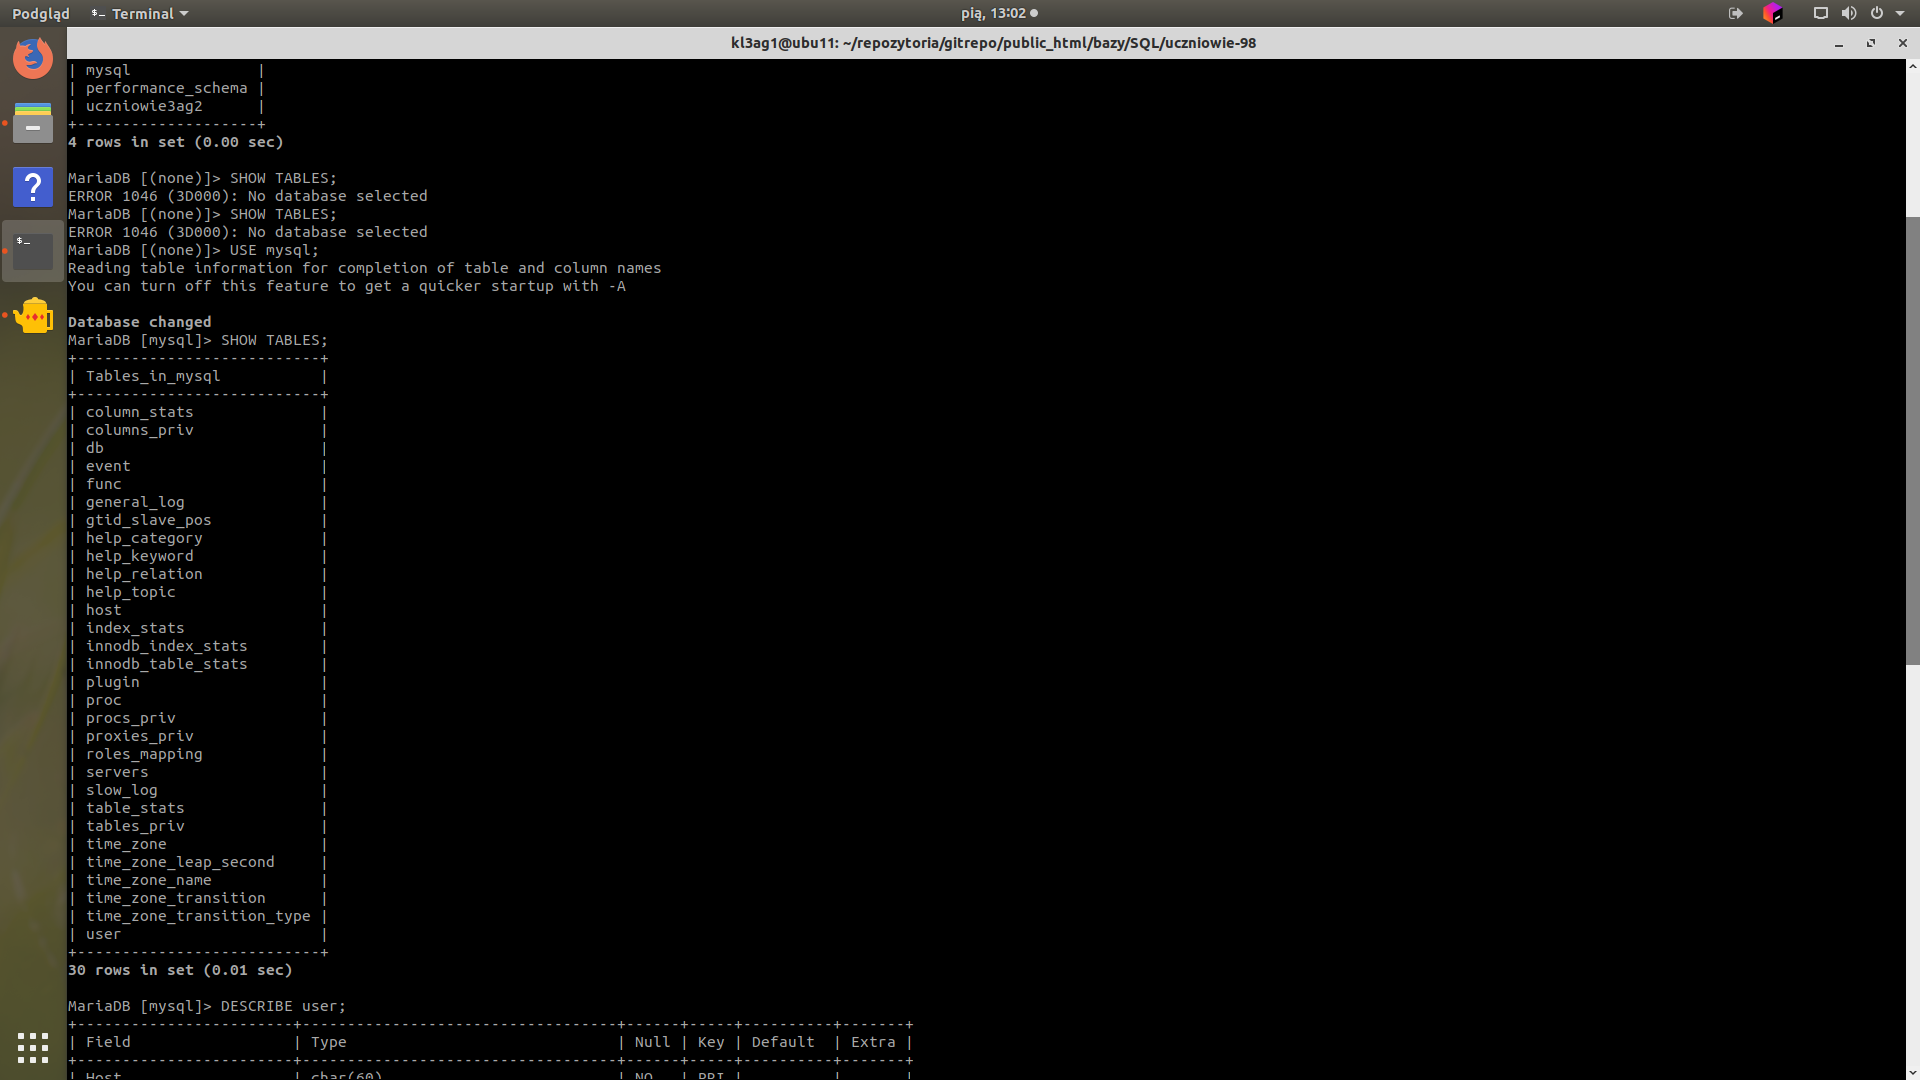 Podgląd
Terminal
pią, 13:02
kl3ag1@ubu11: ~/repozytoria/gitrepo/public_html/bazy/SQL/uczniowie-98
| mysql              |
| performance_schema |
| uczniowie3ag2      |
+--------------------+
4 rows in set (0.00 sec)
MariaDB [(none)]> SHOW TABLES;
ERROR 1046 (3D000): No database selected
MariaDB [(none)]> SHOW TABLES;
ERROR 1046 (3D000): No database selected
MariaDB [(none)]> USE mysql;
Reading table information for completion of table and column names
You can turn off this feature to get a quicker startup with -A
Database changed
MariaDB [mysql]> SHOW TABLES;
+---------------------------+
| Tables_in_mysql           |
+---------------------------+
| column_stats              |
| columns_priv              |
| db                        |
| event                     |
| func                      |
| general_log               |
| gtid_slave_pos            |
| help_category             |
| help_keyword              |
| help_relation             |
| help_topic                |
| host                      |
| index_stats               |
| innodb_index_stats        |
| innodb_table_stats        |
| plugin                    |
| proc                      |
| procs_priv                |
| proxies_priv              |
| roles_mapping             |
| servers                   |
| slow_log                  |
| table_stats               |
| tables_priv               |
| time_zone                 |
| time_zone_leap_second     |
| time_zone_name            |
| time_zone_transition      |
| time_zone_transition_type |
| user                      |
+---------------------------+
30 rows in set (0.01 sec)
MariaDB [mysql]> DESCRIBE user;
+------------------------+-----------------------------------+------+-----+----------+-------+
| Field                  | Type                              | Null | Key | Default  | Extra |
+------------------------+-----------------------------------+------+-----+----------+-------+
| Host                   | char(60)                          | NO   | PRI |          |       |